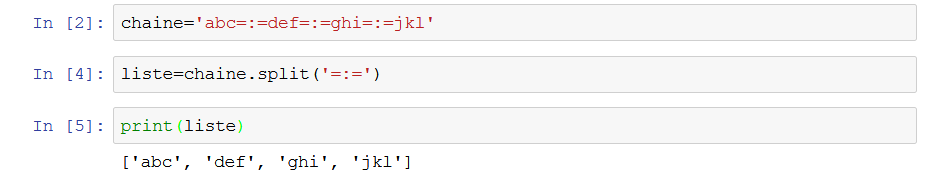 In [2]: chaine='abc=:=def=:=ghi=:=jkl'
In [4]: liste=chaine.split('=:=')
In [5]: print(liste)
['abc', 'def', 'ghi', 'jkl']